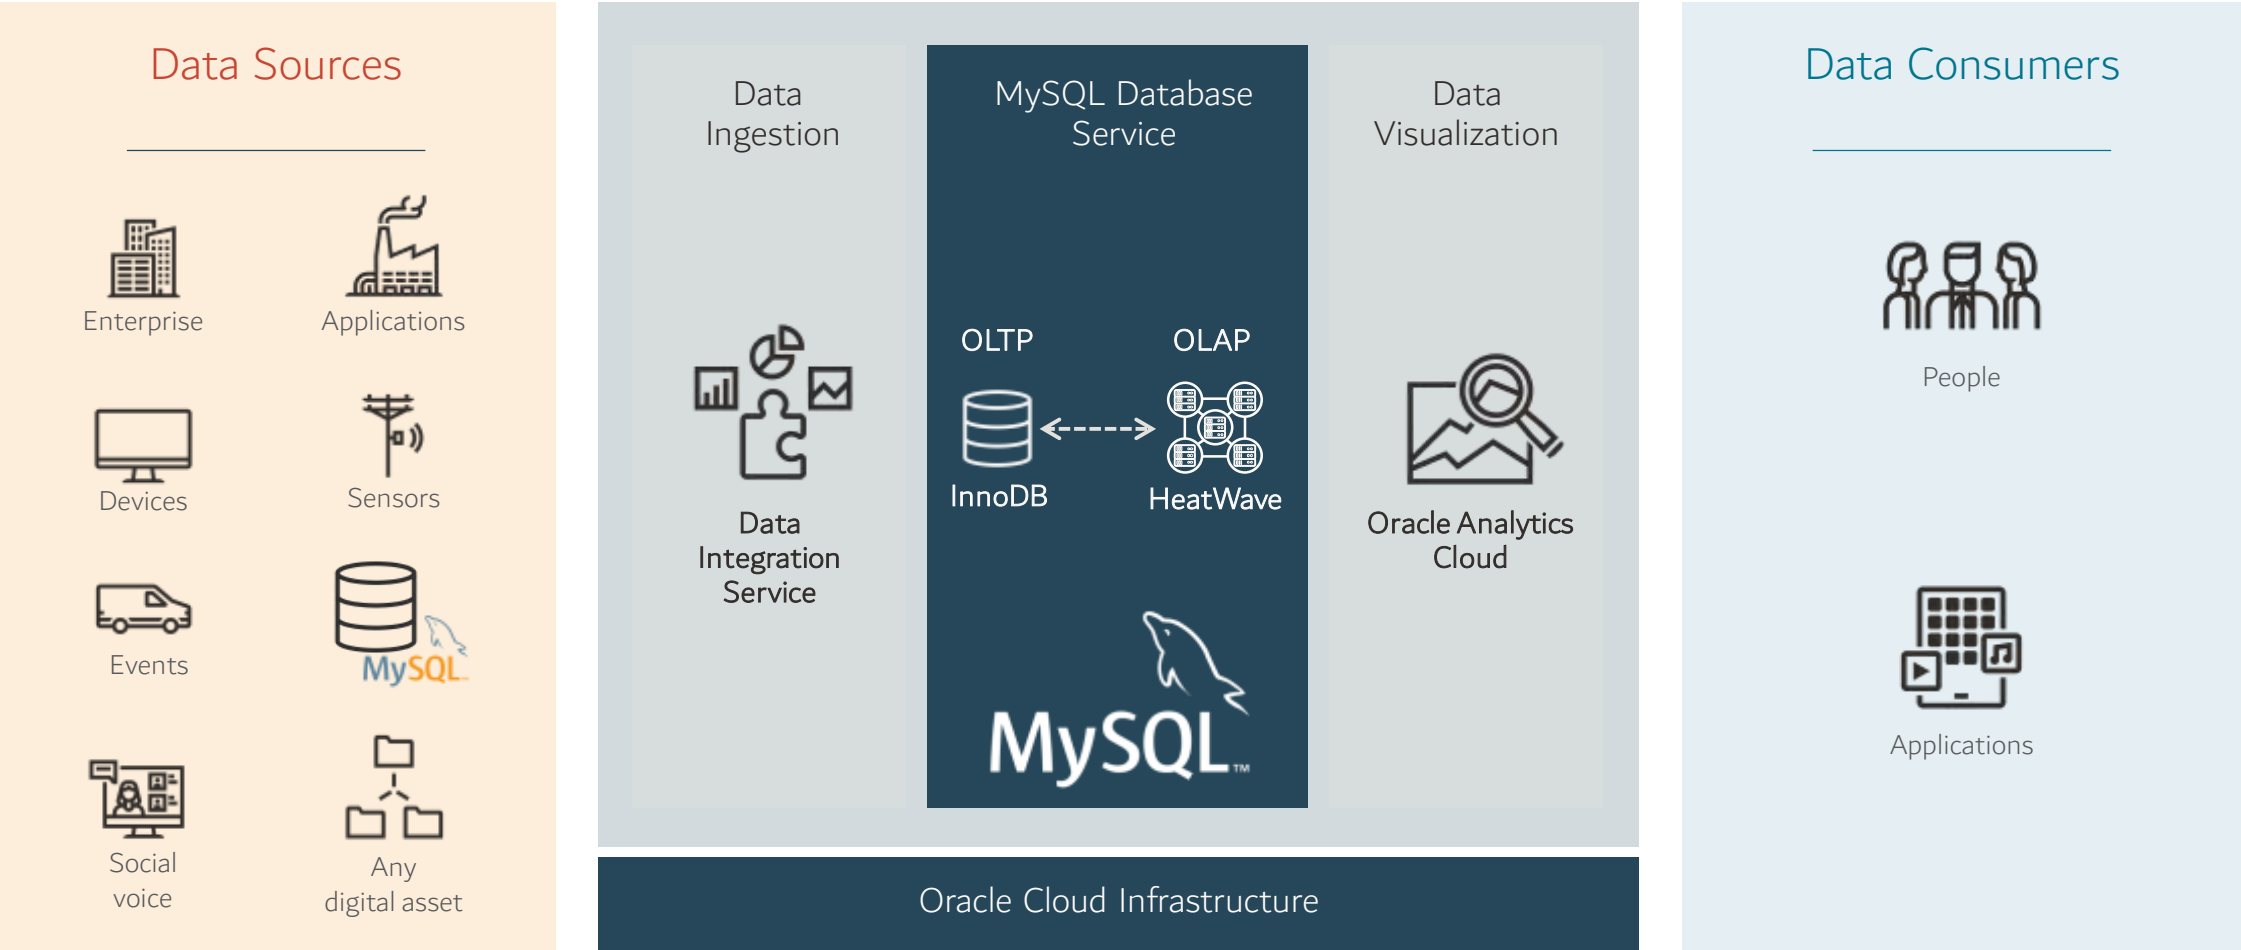 Data Sources
Enterprise
Applications
Devices
Sensors
Events
MySQL
Social
voice
Any
digital asset
Data
Ingestion
Data
Integration
Service
MySQL Database
Service
OLTP
OLAP
InnoDB
HeatWave
MySQL™
Data
Visualization
Oracle Analytics
Cloud
Oracle Cloud Infrastructure
Data Consumers
People
Applications